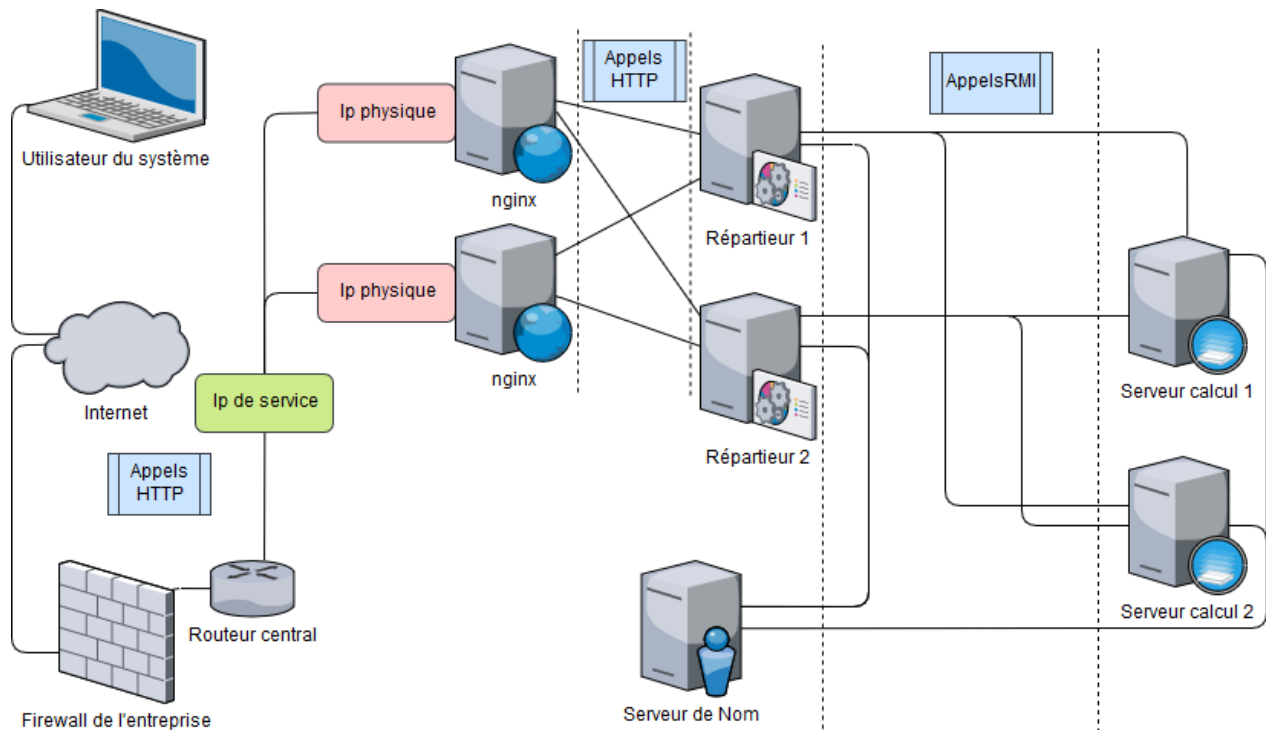 Appels
HTTP
AppelsRMI
Ip physique
Utilisateur du système
nginx
Répartieur 1
Ip physique
nginx
Internet
Ip de service
Serveur calcul 1
Répartieur 2
Appels
HTTP
Routeur central
Serveur calcul 2
Firewall de l'entreprise
Serveur de Nom